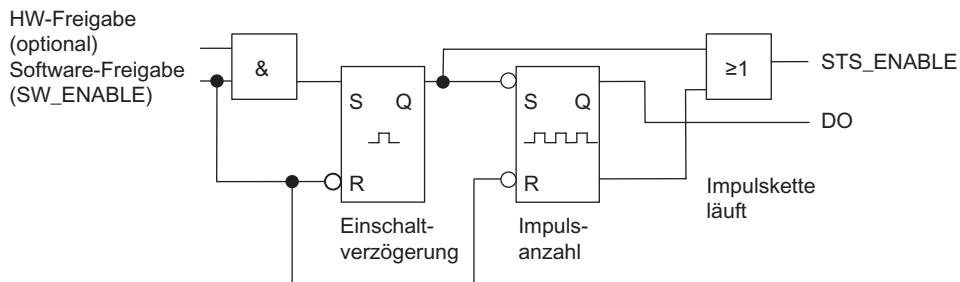 HW-Freigabe
(optional)
Software-Freigabe
(SW_ENABLE)
&
S Q
R
Einschalt-
verzögerung
S Q
R
Impuls-
anzahl
≥1
STS_ENABLE
DO
Impulskette
läuft